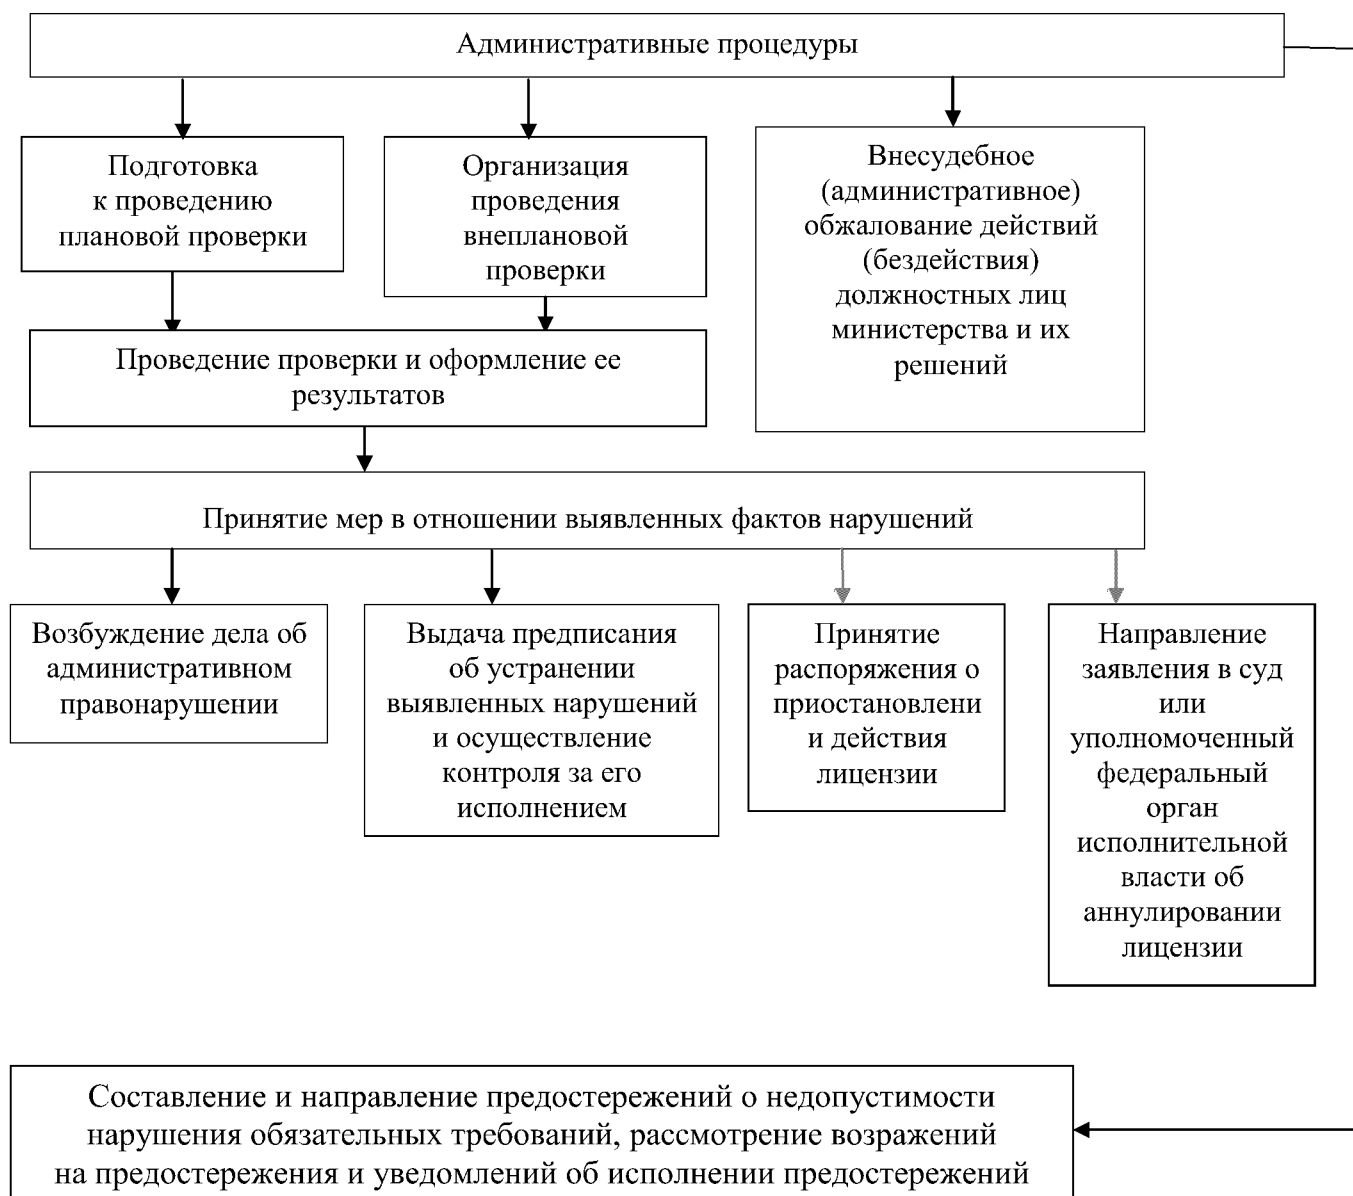 Административные процедуры
Подготовка
к проведению
плановой проверки
Организация
проведения
внеплановой
проверки
Внесудебное
(административное)
обжалование действий
(бездействия)
должностных лиц
министерства и их
решений
Проведение проверки и оформление ее
результатов
Принятие мер в отношении выявленных фактов нарушений
Возбуждение дела об
административном
правонарушении
Выдача предписания
об устранении
выявленных нарушений
и осуществление
контроля за его
исполнением
Принятие
распоряжения о
приостановлени
и действия
лицензии
Направление
заявления в суд
или
уполномоченный
федеральный
орган
исполнительной
власти об
аннулировании
лицензии
Составление и направление предостережений о недопустимости
нарушения обязательных требований, рассмотрение возражений
на предостережения и уведомлений об исполнении предостережений